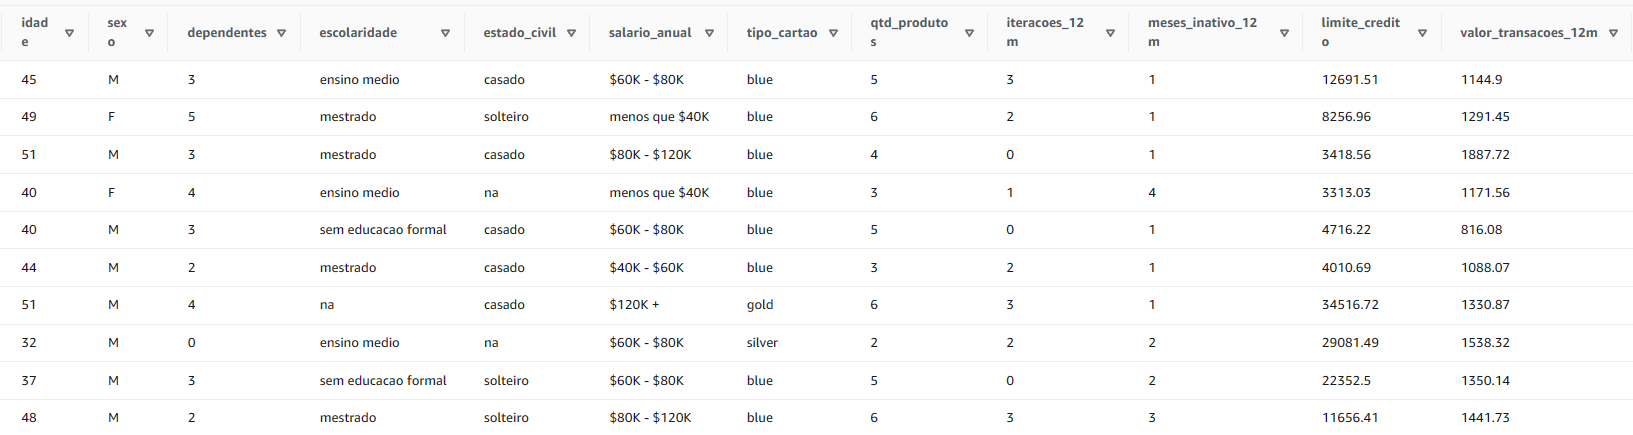 idade sexo dependentes escolaridade estado_civil salario_anual tipo_cartao qtd_produtos iteracoes_12m meses_inativo_12m limite_credito valor_transacoes_12m
45 M 3 ensino medio casado $60K - $80K blue 5 3 1 12691.51 1144.9
49 F 5 mestrado solteiro menos que $40K blue 6 2 1 8256.96 1291.45
51 M 3 mestrado casado $80K - $120K blue 4 0 1 3418.56 1887.72
40 F 4 ensino medio na menos que $40K blue 3 1 4 3313.03 1171.56
40 M 3 sem educacao formal casado $60K - $80K blue 5 0 1 4716.22 816.08
44 M 2 mestrado casado $40K - $60K blue 3 2 1 4010.69 1088.07
51 M 4 na casado $120K + gold 6 3 1 34516.72 1330.87
32 M 0 ensino medio na $60K - $80K silver 2 2 2 29081.49 1538.32
37 M 3 sem educacao formal solteiro $60K - $80K blue 5 0 2 22352.5 1350.14
48 M 2 mestrado solteiro $80K - $120K blue 6 3 3 11656.41 1441.73